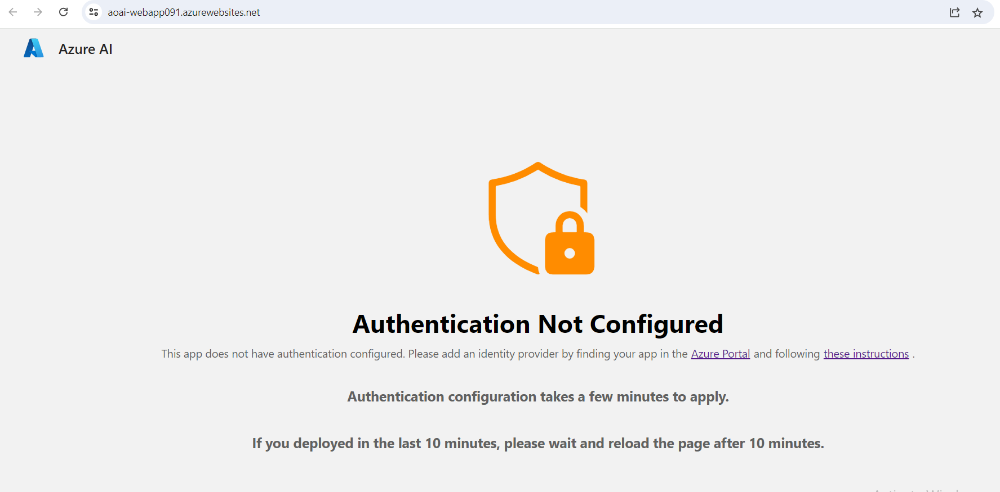 aoai-webapp091.azurewebsites.net
Azure AI
Authentication Not Configured
This app does not have authentication configured. Please add an identity provider by finding your app in the Azure Portal and following these instructions .
Authentication configuration takes a few minutes to apply.
If you deployed in the last 10 minutes, please wait and reload the page after 10 minutes.